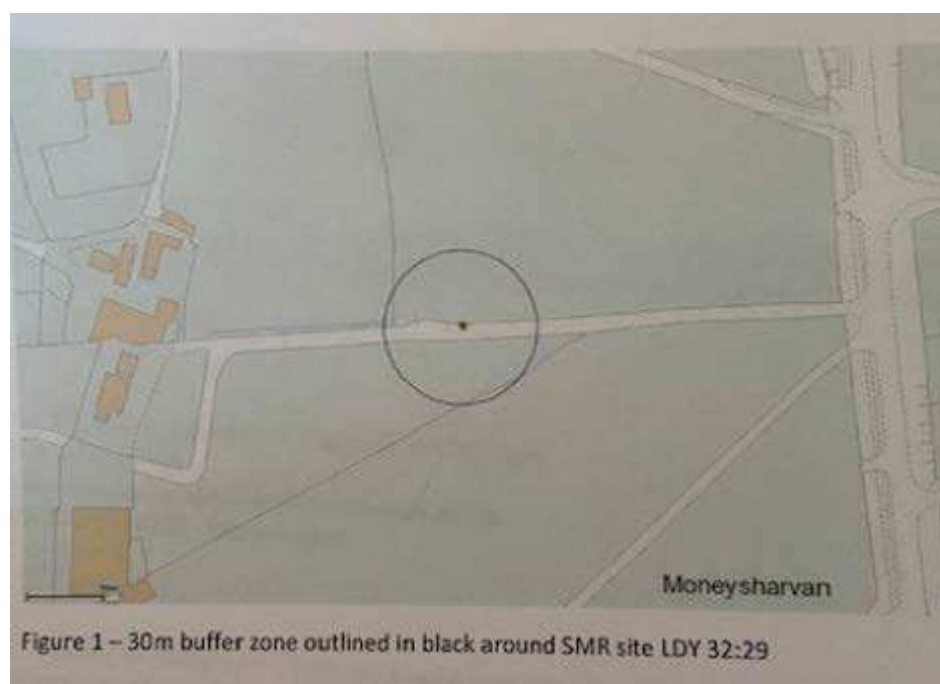 Moneysharvan
Figure 1 – 30m buffer zone outlined in black around SMR site LDY 32:29